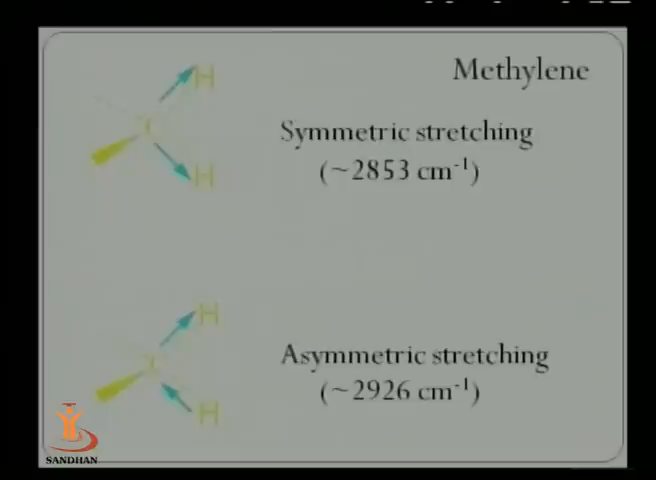 Methylene
H
Symmetric stretching
(~2853 cm⁻¹)
H
H
Asymmetric stretching
(~2926 cm⁻¹)
H
SANDHAN